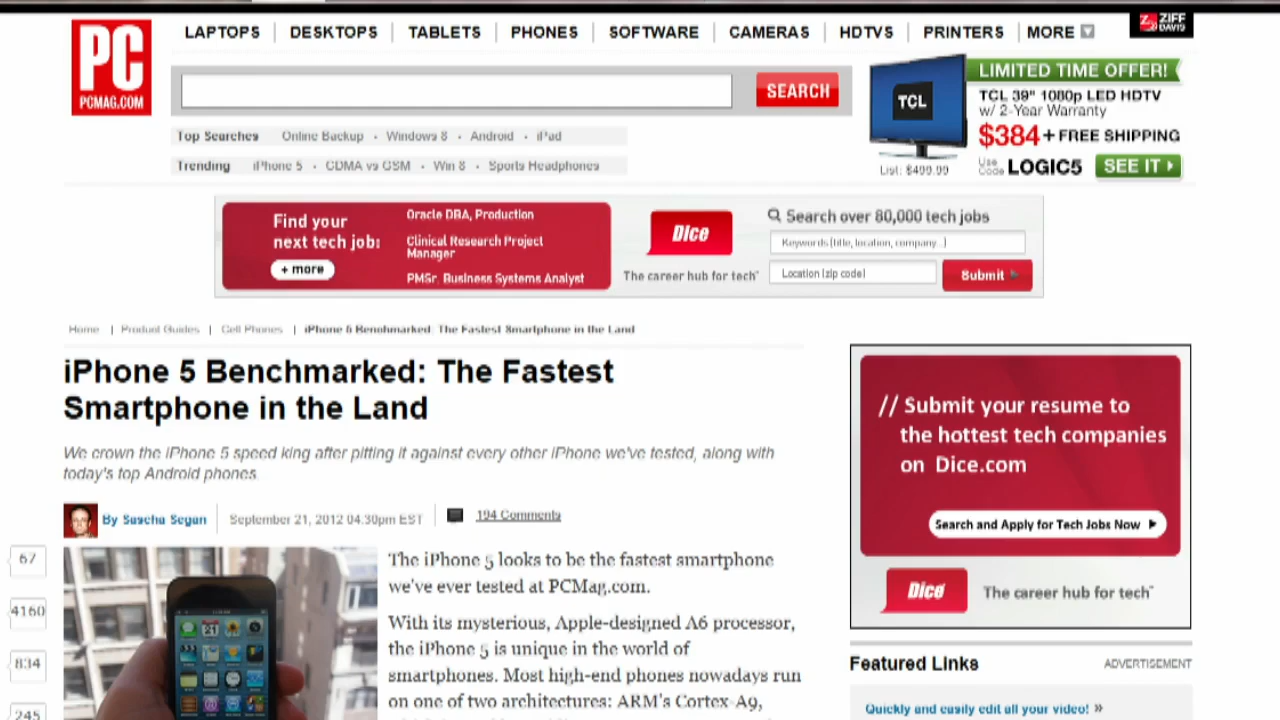 LAPTOPS DESKTOPS TABLETS PHONES SOFTWARE CAMERAS HDTVS PRINTERS MORE
ZIFF DAVIS
PC
PCMAG.COM
SEARCH
Top Searches Online Backup • Windows 8 • Android • iPad
Trending iPhone 5 • CDMA vs GSM • Win 8 • Sports Headphones
TCL
List: $499.99
LIMITED TIME OFFER!
TCL 39" 1080p LED HDTV
w/ 2-Year Warranty
$384 + FREE SHIPPING
Use Code LOGIC5 SEE IT
Find your
next tech job:
+ more
Oracle DBA, Production
Clinical Research Project
Manager
PMSr, Business Systems Analyst
Dice
The career hub for tech™
Search over 80,000 tech jobs
Keywords (title, location, company...)
Location (zip code) Submit
Home | Product Guides | Cell Phones | iPhone 5 Benchmarked: The Fastest Smartphone in the Land
iPhone 5 Benchmarked: The Fastest
Smartphone in the Land
We crown the iPhone 5 speed king after pitting it against every other iPhone we've tested, along with
today's top Android phones.
By Sascha Segan September 21, 2012 04:30pm EST 194 Comments
67
4160
834
245
The iPhone 5 looks to be the fastest smartphone
we've ever tested at PCMag.com.
With its mysterious, Apple-designed A6 processor,
the iPhone 5 is unique in the world of
smartphones. Most high-end phones nowadays run
on one of two architectures: ARM's Cortex-A9,
// Submit your resume to
the hottest tech companies
on Dice.com
Search and Apply for Tech Jobs Now
Dice
The career hub for tech™
Featured Links ADVERTISEMENT
Quickly and easily edit all your video! »